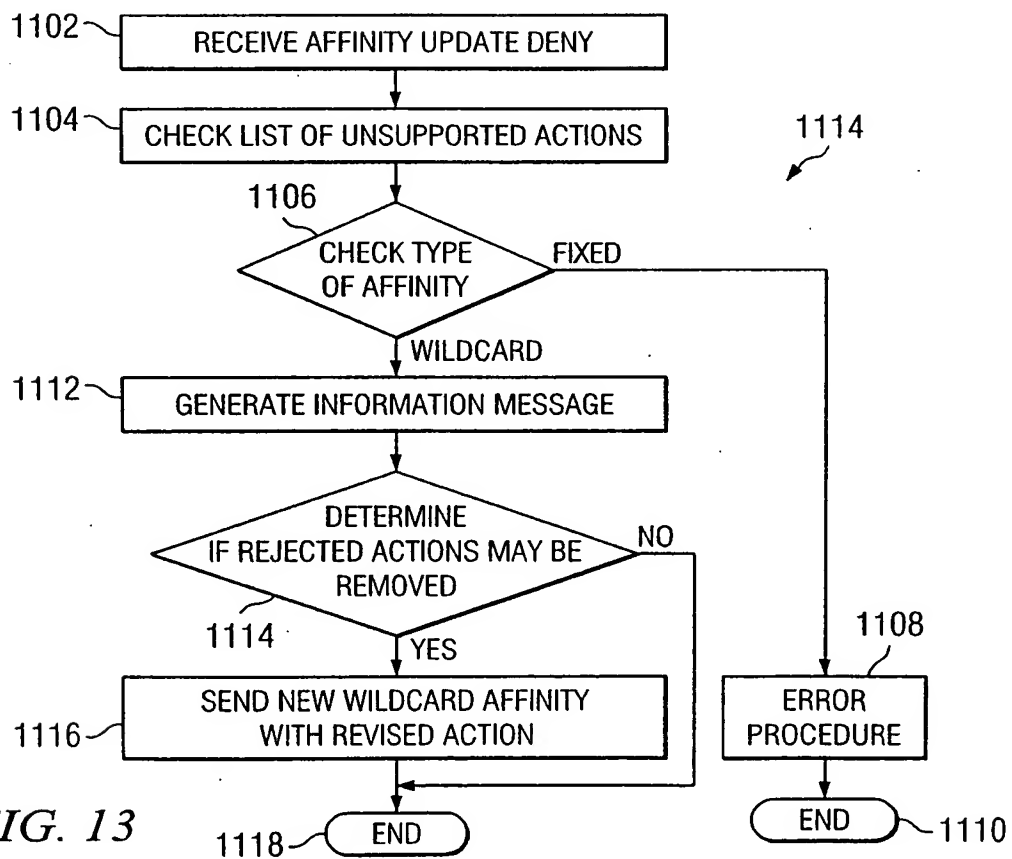 1102
RECEIVE AFFINITY UPDATE DENY
1104
CHECK LIST OF UNSUPPORTED ACTIONS
1114
1106
CHECK TYPE
OF AFFINITY
FIXED
WILDCARD
1112
GENERATE INFORMATION MESSAGE
DETERMINE
IF REJECTED ACTIONS MAY BE
REMOVED
NO
1114
YES
1108
SEND NEW WILDCARD AFFINITY
WITH REVISED ACTION
1116
ERROR
PROCEDURE
IG. 13
1118
END
END
1110